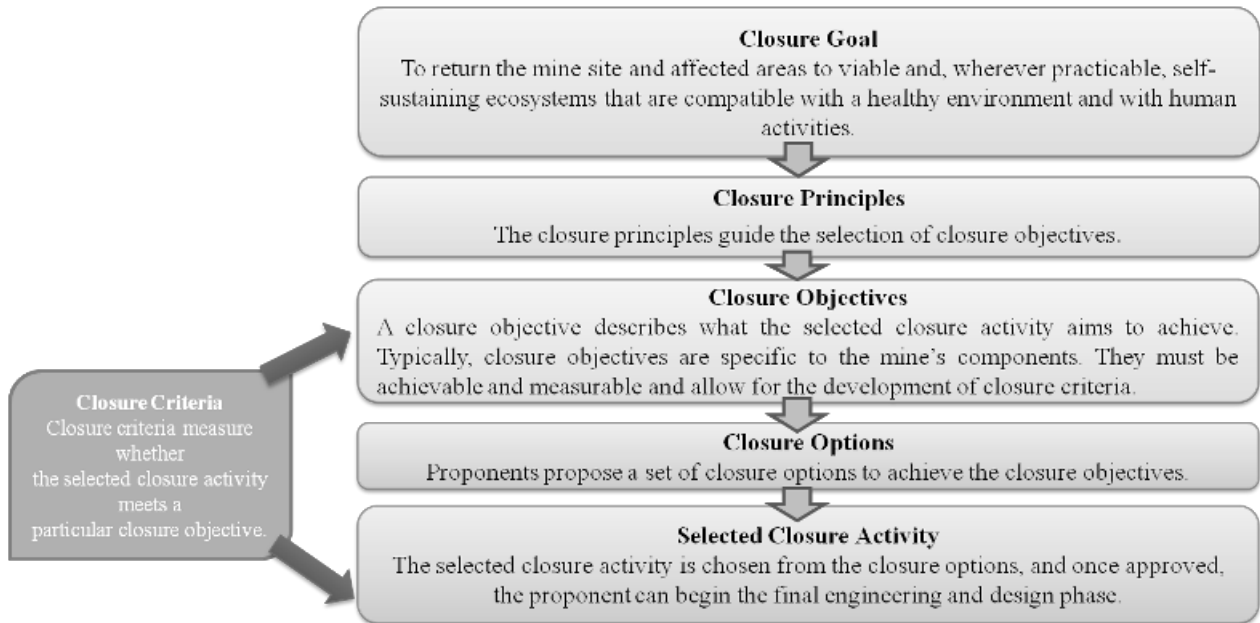 Closure Goal
To return the mine site and affected areas to viable and, wherever practicable, self-
sustaining ecosystems that are compatible with a healthy environment and with human
activities.
Closure Principles
The closure principles guide the selection of closure objectives.
Closure Objectives
A closure objective describes what the selected closure activity aims to achieve.
Typically, closure objectives are specific to the mine's components. They must be
achievable and measurable and allow for the development of closure criteria.
Closure Criteria
Closure criteria measure
whether
the selected closure activity
meets a
particular closure objective.
Closure Options
Proponents propose a set of closure options to achieve the closure objectives.
Selected Closure Activity
The selected closure activity is chosen from the closure options, and once approved,
the proponent can begin the final engineering and design phase.